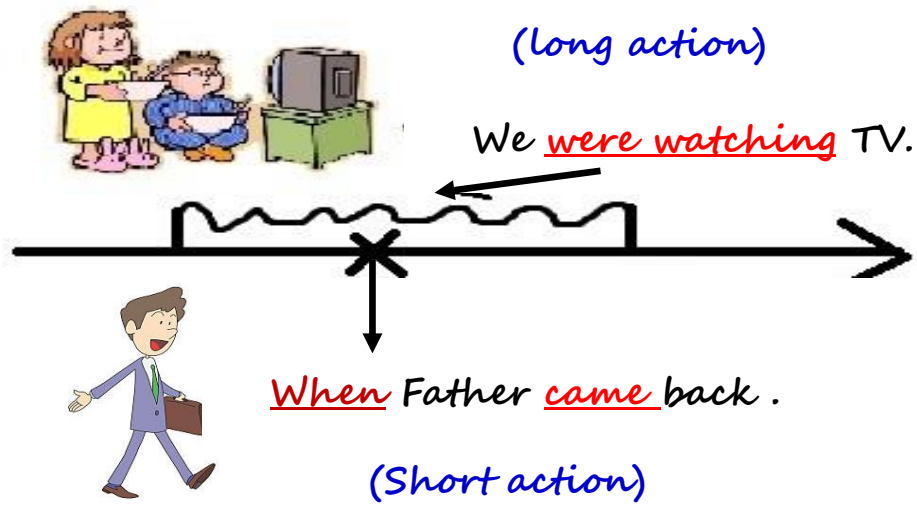 (long action)
We were watching TV.
When Father came back .
(Short action)